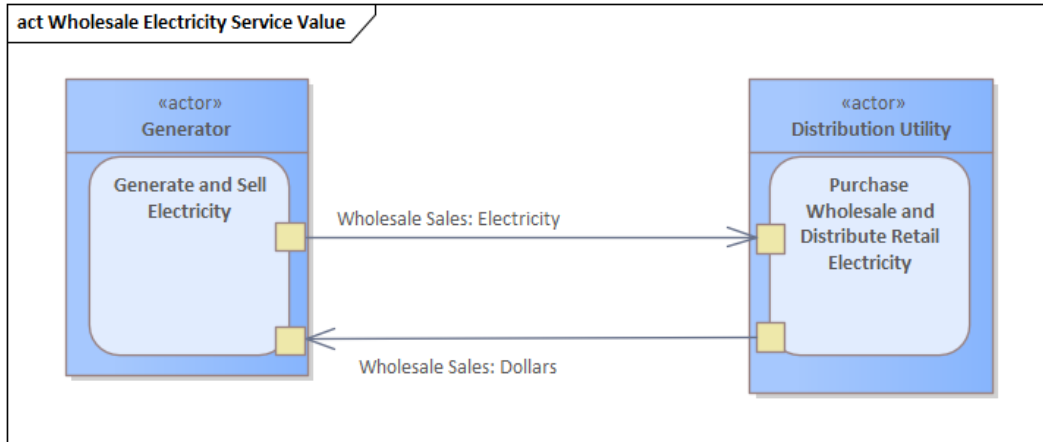 act Wholesale Electricity Service Value
«actor»
Generator
Generate and Sell
Electricity
Wholesale Sales: Electricity
Wholesale Sales: Dollars
«actor»
Distribution Utility
Purchase
Wholesale and
Distribute Retail
Electricity